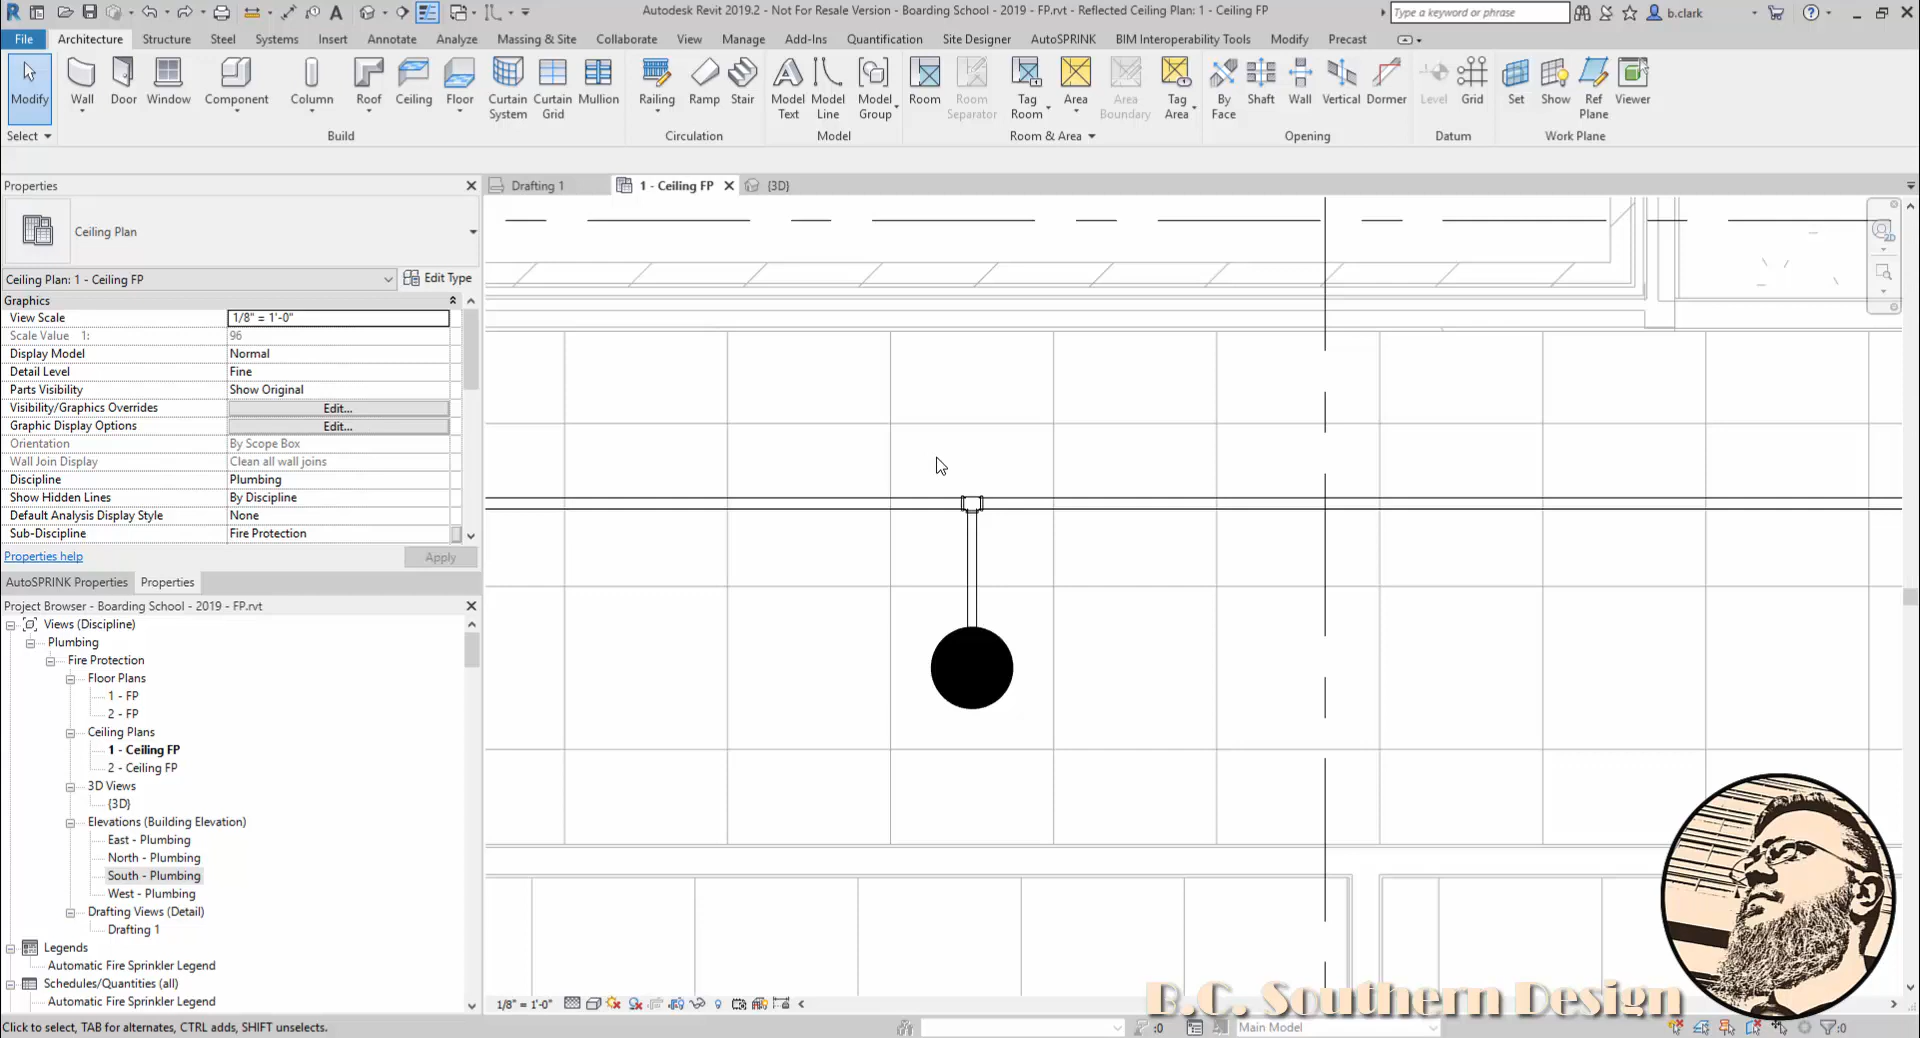 Autodesk Revit 2019.2 - Not For Resale Version - Boarding School - 2019 - FP.rvt - Reflected Ceiling Plan: 1 - Ceiling FP
Type a keyword or phrase
b.clark
File Architecture Structure Steel Systems Insert Annotate Analyze Massing & Site Collaborate View Manage Add-Ins Quantification Site Designer AutoSPRINK BIM Interoperability Tools Modify Precast
Modify Wall Door Window Component Column Roof Ceiling Floor Curtain System Curtain Grid Mullion Railing Ramp Stair Model Text Model Line Model Group Room Room Separator Tag Room Area Area Boundary Tag Area By Face Shaft Wall Vertical Dormer Level Grid Set Show Ref Plane Viewer
Select Build Circulation Model Room & Area Opening Datum Work Plane
Properties
Drafting 1
1 - Ceiling FP
{3D}
Ceiling Plan
Ceiling Plan: 1 - Ceiling FP
Edit Type
Graphics
View Scale 1/8" = 1'-0"
Scale Value 1: 96
Display Model Normal
Detail Level Fine
Parts Visibility Show Original
Visibility/Graphics Overrides Edit...
Graphic Display Options Edit...
Orientation By Scope Box
Wall Join Display Clean all wall joins
Discipline Plumbing
Show Hidden Lines By Discipline
Default Analysis Display Style None
Sub-Discipline Fire Protection
Properties help
Apply
AutoSPRINK Properties Properties
Project Browser - Boarding School - 2019 - FP.rvt
Views (Discipline)
Plumbing
Fire Protection
Floor Plans
1 - FP
2 - FP
Ceiling Plans
1 - Ceiling FP
2 - Ceiling FP
3D Views
{3D}
Elevations (Building Elevation)
East - Plumbing
North - Plumbing
South - Plumbing
West - Plumbing
Drafting Views (Detail)
Drafting 1
Legends
Automatic Fire Sprinkler Legend
Schedules/Quantities (all)
Automatic Fire Sprinkler Legend
1/8" = 1'-0"
B.C. Southern Design
Click to select, TAB for alternates, CTRL adds, SHIFT unselects.
:0
Main Model
:0